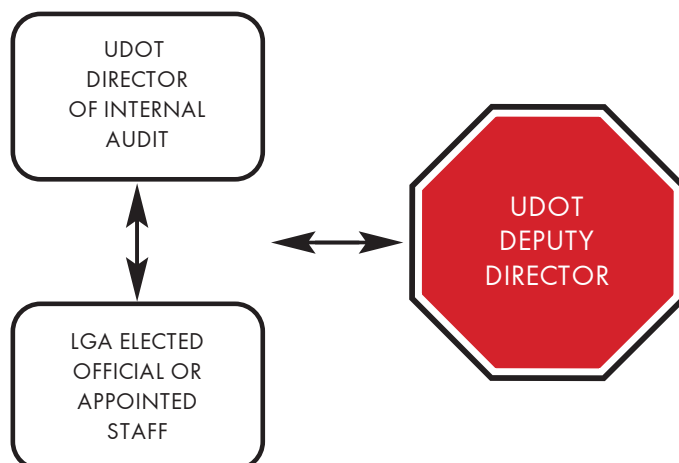 UDOT
DIRECTOR
OF INTERNAL
AUDIT
UDOT
DEPUTY
DIRECTOR
LGA ELECTED
OFFICIAL OR
APPOINTED
STAFF